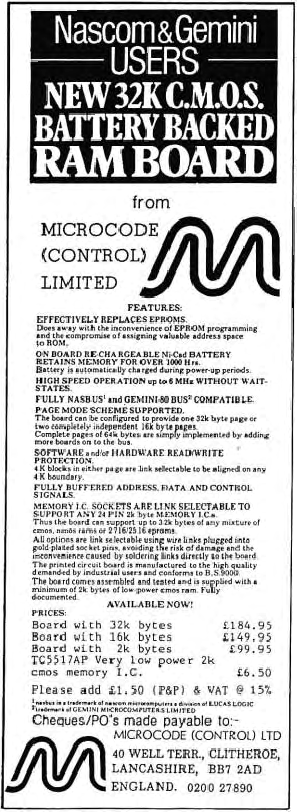 Nascom & Gemini
USERS
NEW 32K C.M.O.S.
BATTERY BACKED
RAM BOARD
from
MICROCODE
(CONTROL)
LIMITED
FEATURES:
EFFECTIVELY REPLACES EPROMS.
Does away with the inconvenience of EPROM programming
and the compromise of assigning valuable address space
to ROM.
ON BOARD RE-CHARGEABLE Ni-Cad BATTERY
RETAINS MEMORY FOR OVER 1000 Hrs.
Battery is automatically charged during power-up periods.
HIGH SPEED OPERATION up to 6 MHz WITHOUT WAIT-
STATES.
FULLY NASBUS¹ and GEMINI-80 BUS² COMPATIBLE.
PAGE MODE SCHEME SUPPORTED.
The board can be configured to provide one 32k byte page or
two completely independent 16k byte pages.
Complete pages of 64k bytes are simply implemented by adding
more boards on to the bus.
SOFTWARE and/or HARDWARE READ/WRITE
PROTECTION.
4K blocks in either page are link selectable to be aligned on any
4K boundary.
FULLY BUFFERED ADDRESS, DATA AND CONTROL
SIGNALS.
MEMORY I.C. SOCKETS ARE LINK SELECTABLE TO
SUPPORT ANY 24 PIN 2k byte MEMORY I.C.s.
Thus the board can support up to 32k bytes of any mixture of
cmos, nmos rams or 2716/2516 eproms.
All options are link selectable using wire links plugged into
gold plated socket pins, avoiding the risk of damage and the
inconvenience caused by soldering links directly to the board.
The printed circuit board is manufactured to the high quality
demanded by industrial users and conforms to B.S.9000.
The board comes assembled and tested and is supplied with a
minimum of 2k bytes of low-power cmos ram. Fully
documented.
AVAILABLE NOW!
PRICES:
Board with 32k bytes £184.95
Board with 16k bytes £149.95
Board with 2k bytes £99.95
TC5517AP Very low power 2k
cmos memory I.C. £6.50
Please add £1.50 (P&P) & VAT @ 15%
¹nasbus is a trademark of nascom microcomputers a division of LUCAS LOGIC
²trademark of GEMINI MICROCOMPUTERS LIMITED
Cheques/PO's made payable to:-
MICROCODE (CONTROL) LTD
40 WELL TERR., CLITHEROE,
LANCASHIRE, BB7 2AD
ENGLAND. 0200 27890